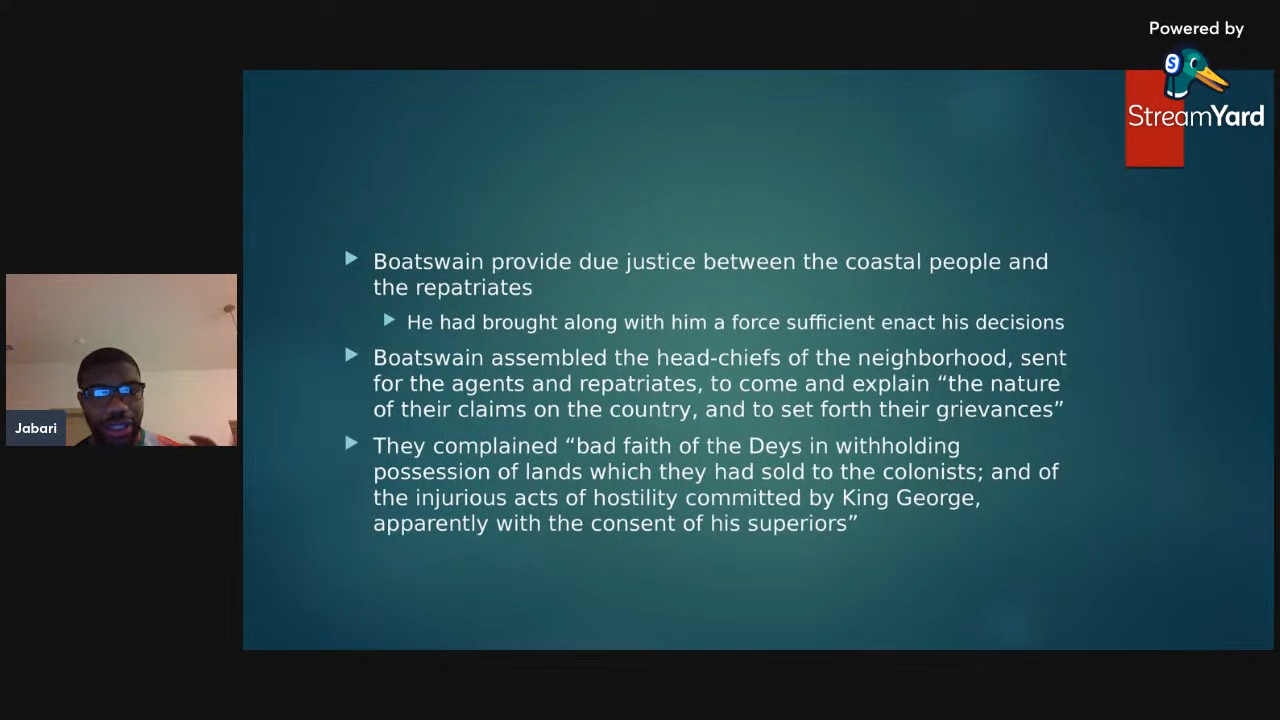 Powered by
S
StreamYard
Boatswain provide due justice between the coastal people and
the repatriates
He had brought along with him a force sufficient enact his decisions
Boatswain assembled the head-chiefs of the neighborhood, sent
for the agents and repatriates, to come and explain “the nature
of their claims on the country, and to set forth their grievances”
They complained “bad faith of the Deys in withholding
possession of lands which they had sold to the colonists; and of
the injurious acts of hostility committed by King George,
apparently with the consent of his superiors”
Jabari